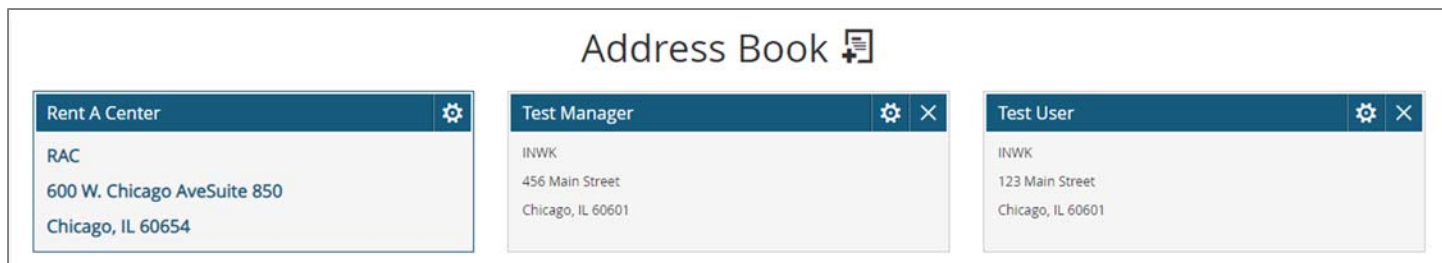 Address Book
Rent A Center
RAC
600 W. Chicago AveSuite 850
Chicago, IL 60654
Test Manager
INWK
456 Main Street
Chicago, IL 60601
Test User
INWK
123 Main Street
Chicago, IL 60601